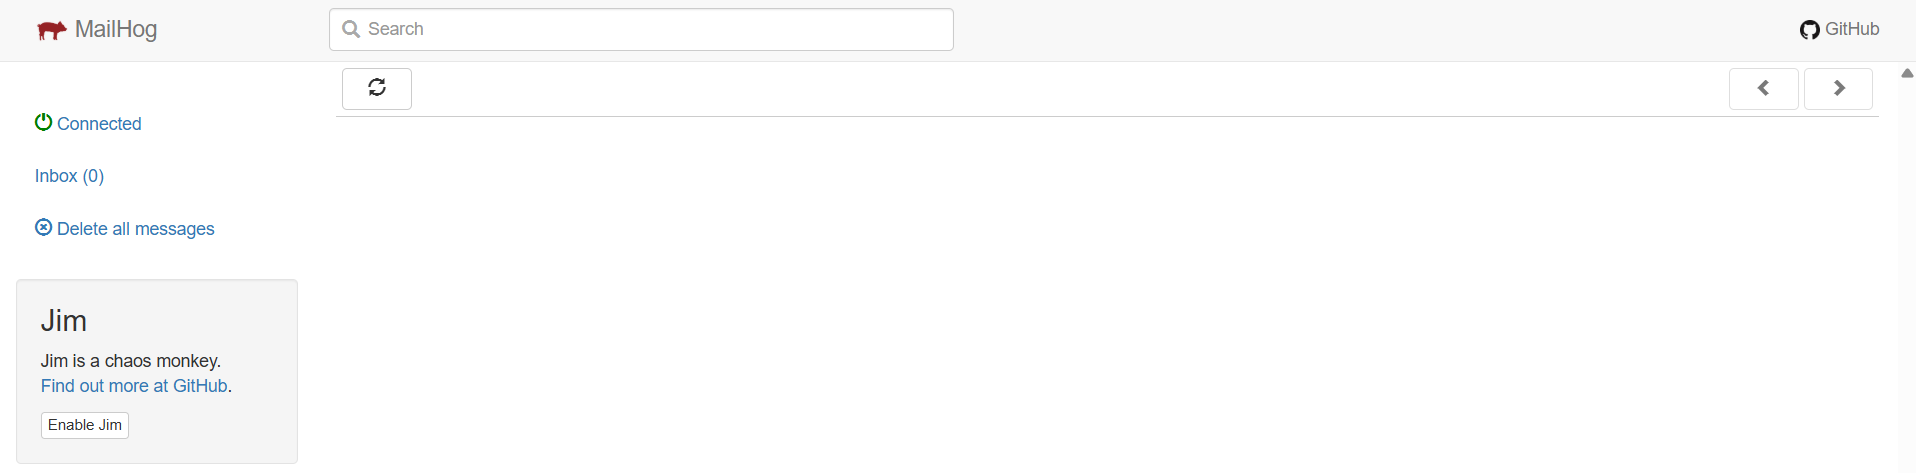 MailHog
Search
GitHub
Connected
Inbox (0)
Delete all messages
Jim
Jim is a chaos monkey.
Find out more at GitHub.
Enable Jim